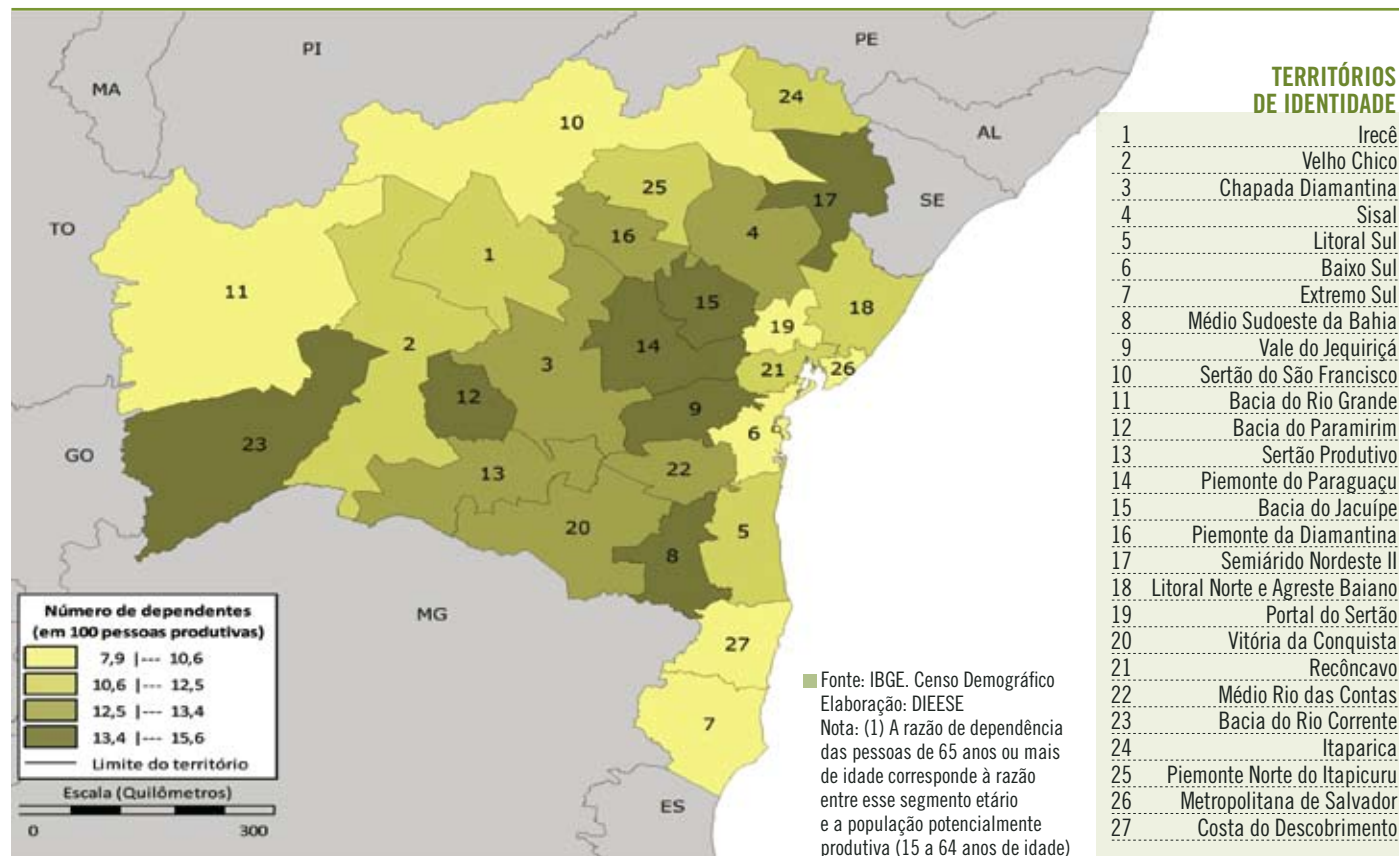 PI
PE
MA
AL
SE
TO
GO
MG
ES
10
24
25
17
16
4
1
11
15
18
19
14
2
3
21
26
12
9
23
6
13
22
20
5
8
27
7
Número de dependentes
(em 100 pessoas produtivas)
7,9 |--- 10,6
10,6 |--- 12,5
12,5 |--- 13,4
13,4 |--- 15,6
Limite do território
Escala (Quilômetros)
0 300
Fonte: IBGE. Censo Demográfico
Elaboração: DIEESE
Nota: (1) A razão de dependência
das pessoas de 65 anos ou mais
de idade corresponde à razão
entre esse segmento etário
e a população potencialmente
produtiva (15 a 64 anos de idade)
TERRITÓRIOS
DE IDENTIDADE
1 Irecê
2 Velho Chico
3 Chapada Diamantina
4 Sisal
5 Litoral Sul
6 Baixo Sul
7 Extremo Sul
8 Médio Sudoeste da Bahia
9 Vale do Jequiriçá
10 Sertão do São Francisco
11 Bacia do Rio Grande
12 Bacia do Paramirim
13 Sertão Produtivo
14 Piemonte do Paraguaçu
15 Bacia do Jacuípe
16 Piemonte da Diamantina
17 Semiárido Nordeste II
18 Litoral Norte e Agreste Baiano
19 Portal do Sertão
20 Vitória da Conquista
21 Recôncavo
22 Médio Rio das Contas
23 Bacia do Rio Corrente
24 Itaparica
25 Piemonte Norte do Itapicuru
26 Metropolitana de Salvador
27 Costa do Descobrimento